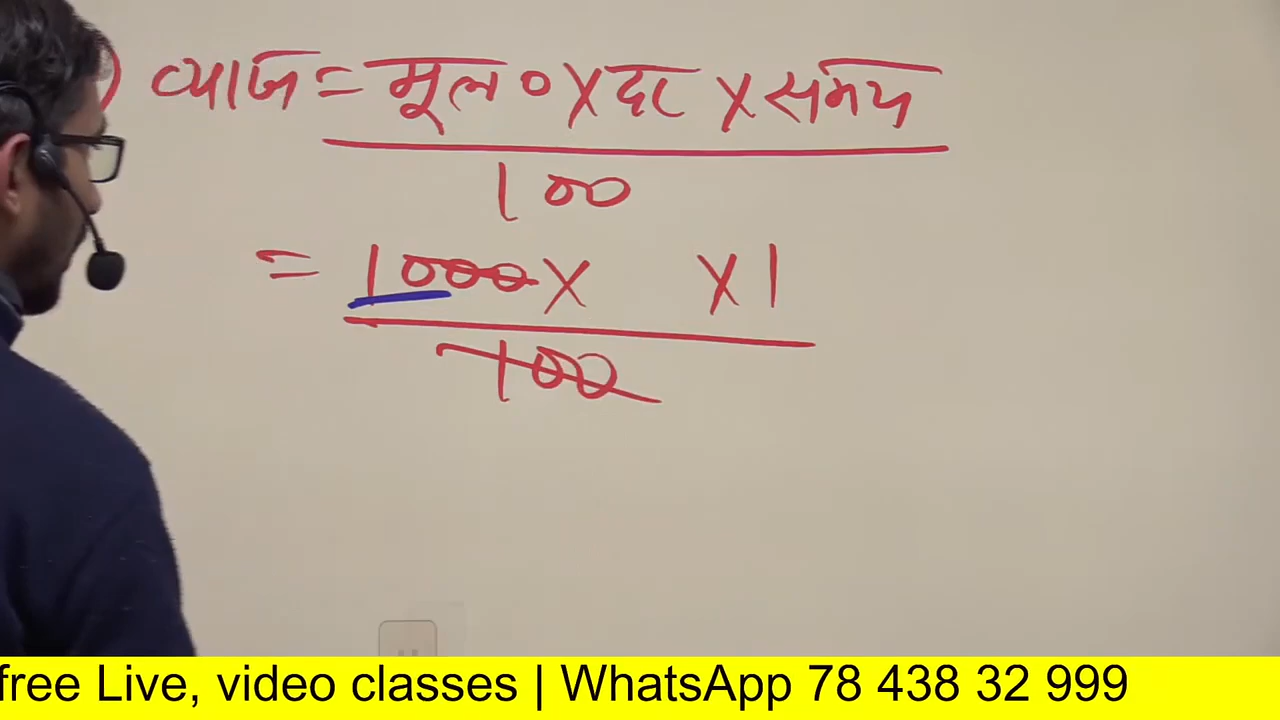 ) व्याज = मूल० X दर X समय
100
= 1000 X X 1
100
free Live, video classes | WhatsApp 78 438 32 999